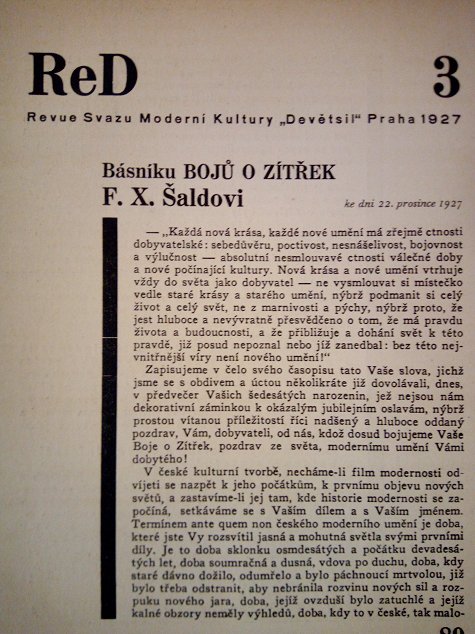 ReD 3
Revue Svazu Moderní Kultury „Devětsil" Praha 1927
Básníku BOJŮ O ZÍTŘEK
F. X. Šaldovi ke dni 22. prosince 1927
— „Každá nová krása, každé nové umění má zřejmě ctnosti
dobyvatelské: sebedůvěru, poctivost, nesnášelivost, bojovnost
a výlučnost — absolutní nesmlouvavé ctnosti válečné doby
a nové počínající kultury. Nová krása a nové umění vtrhuje
vždy do světa jako dobyvatel — ne vysmlouvat si místečko
vedle staré krásy a starého umění, nýbrž podmanit si celý
život a celý svět, ne z marnivosti a pýchy, nýbrž proto, že
jest hluboce a nevývratně přesvědčeno o tom, že má pravdu
života a budoucnosti, a že přibližuje a dohání svět k této
pravdě, již posud nepoznal nebo jíž zanedbal: bez této nej-
vnitřnější víry není nového umění!"
Zapisujeme v čelo svého časopisu tato Vaše slova, jichž
jsme se s obdivem a úctou několikráte již dovolávali, dnes,
v předvečer Vašich šedesátých narozenin, jež nejsou nám
dekorativní záminkou k okázalým jubilejním oslavám, nýbrž
prostou vítanou příležitostí říci nadšený a hluboce oddaný
pozdrav, Vám, dobyvateli, od nás, kdož dosud bojujeme Vaše
Boje o Zítřek, pozdrav ze světa, modernímu umění Vámi
dobytého!
V české kulturní tvorbě, necháme-li film modernosti od-
víjeti se nazpět k jeho počátkům, k prvnímu objevu nových
světů, a zastavíme-li jej tam, kde historie modernosti se za-
počíná, setkáváme se s Vaším dílem a s Vaším jménem.
Termínem ante quem non českého moderního umění je doba,
které jste Vy rozsvítil jasná a mohutná světla svými prvními
díly. Je to doba sklonku osmdesátých a počátku devadesá-
tých let, doba soumračná a dusná, vdova po duchu, doba, kdy
staré dávno dožilo, odumřelo a bylo páchnoucí mrtvolou, již
bylo třeba odstranit, aby nebránila rozvinu nových sil a roz-
puku nového jara, doba, jejíž ovzduší bylo zatuchlé a jejíž
kalné obzory neměly výhledů, doba, kdy to v české, tak malo-